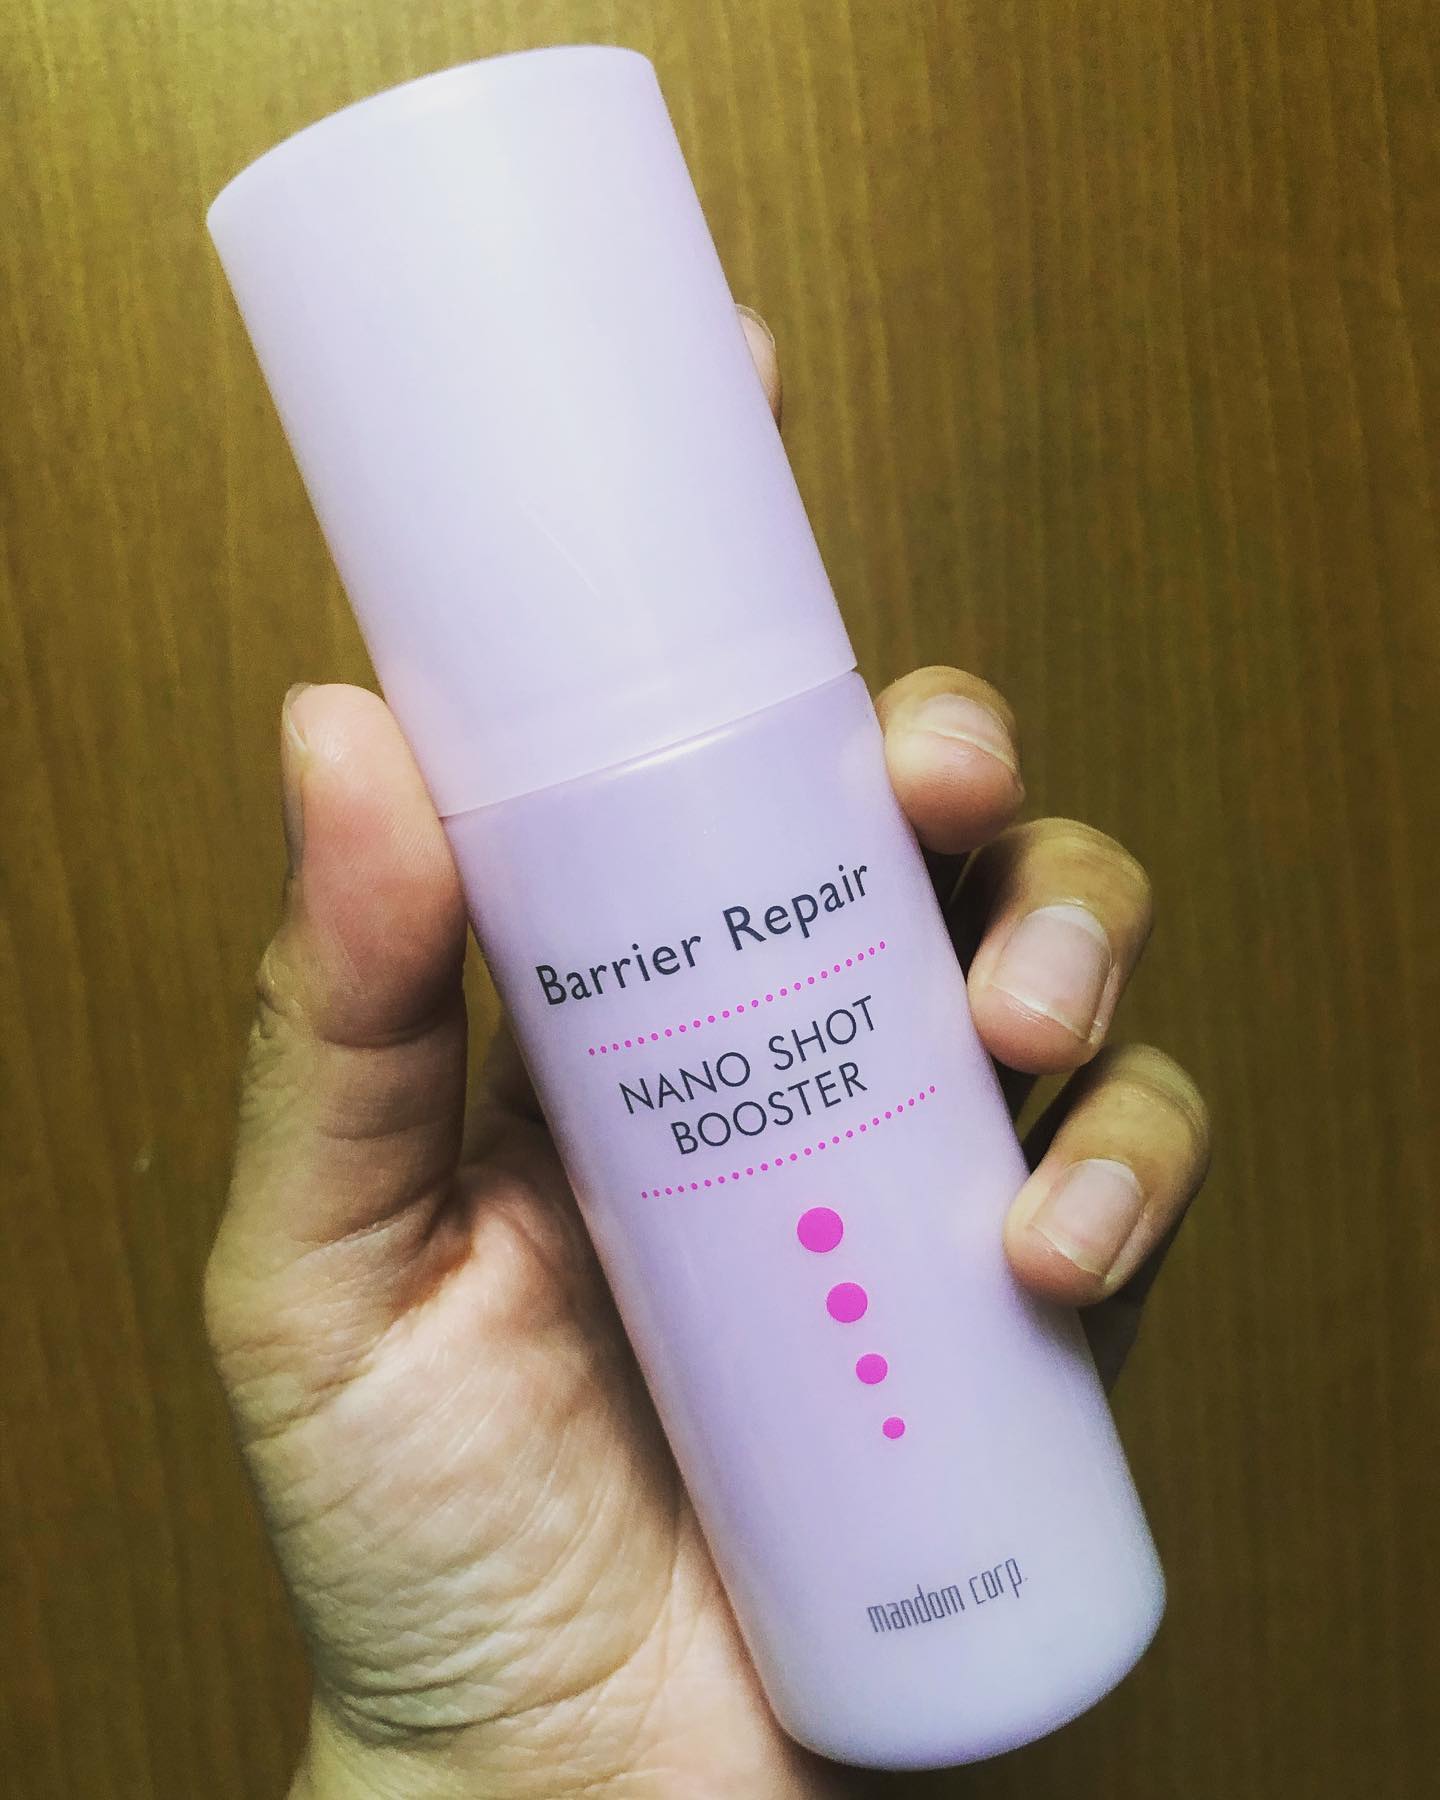 Barrier Repair
NANO SHOT
BOOSTER
mandom corp.